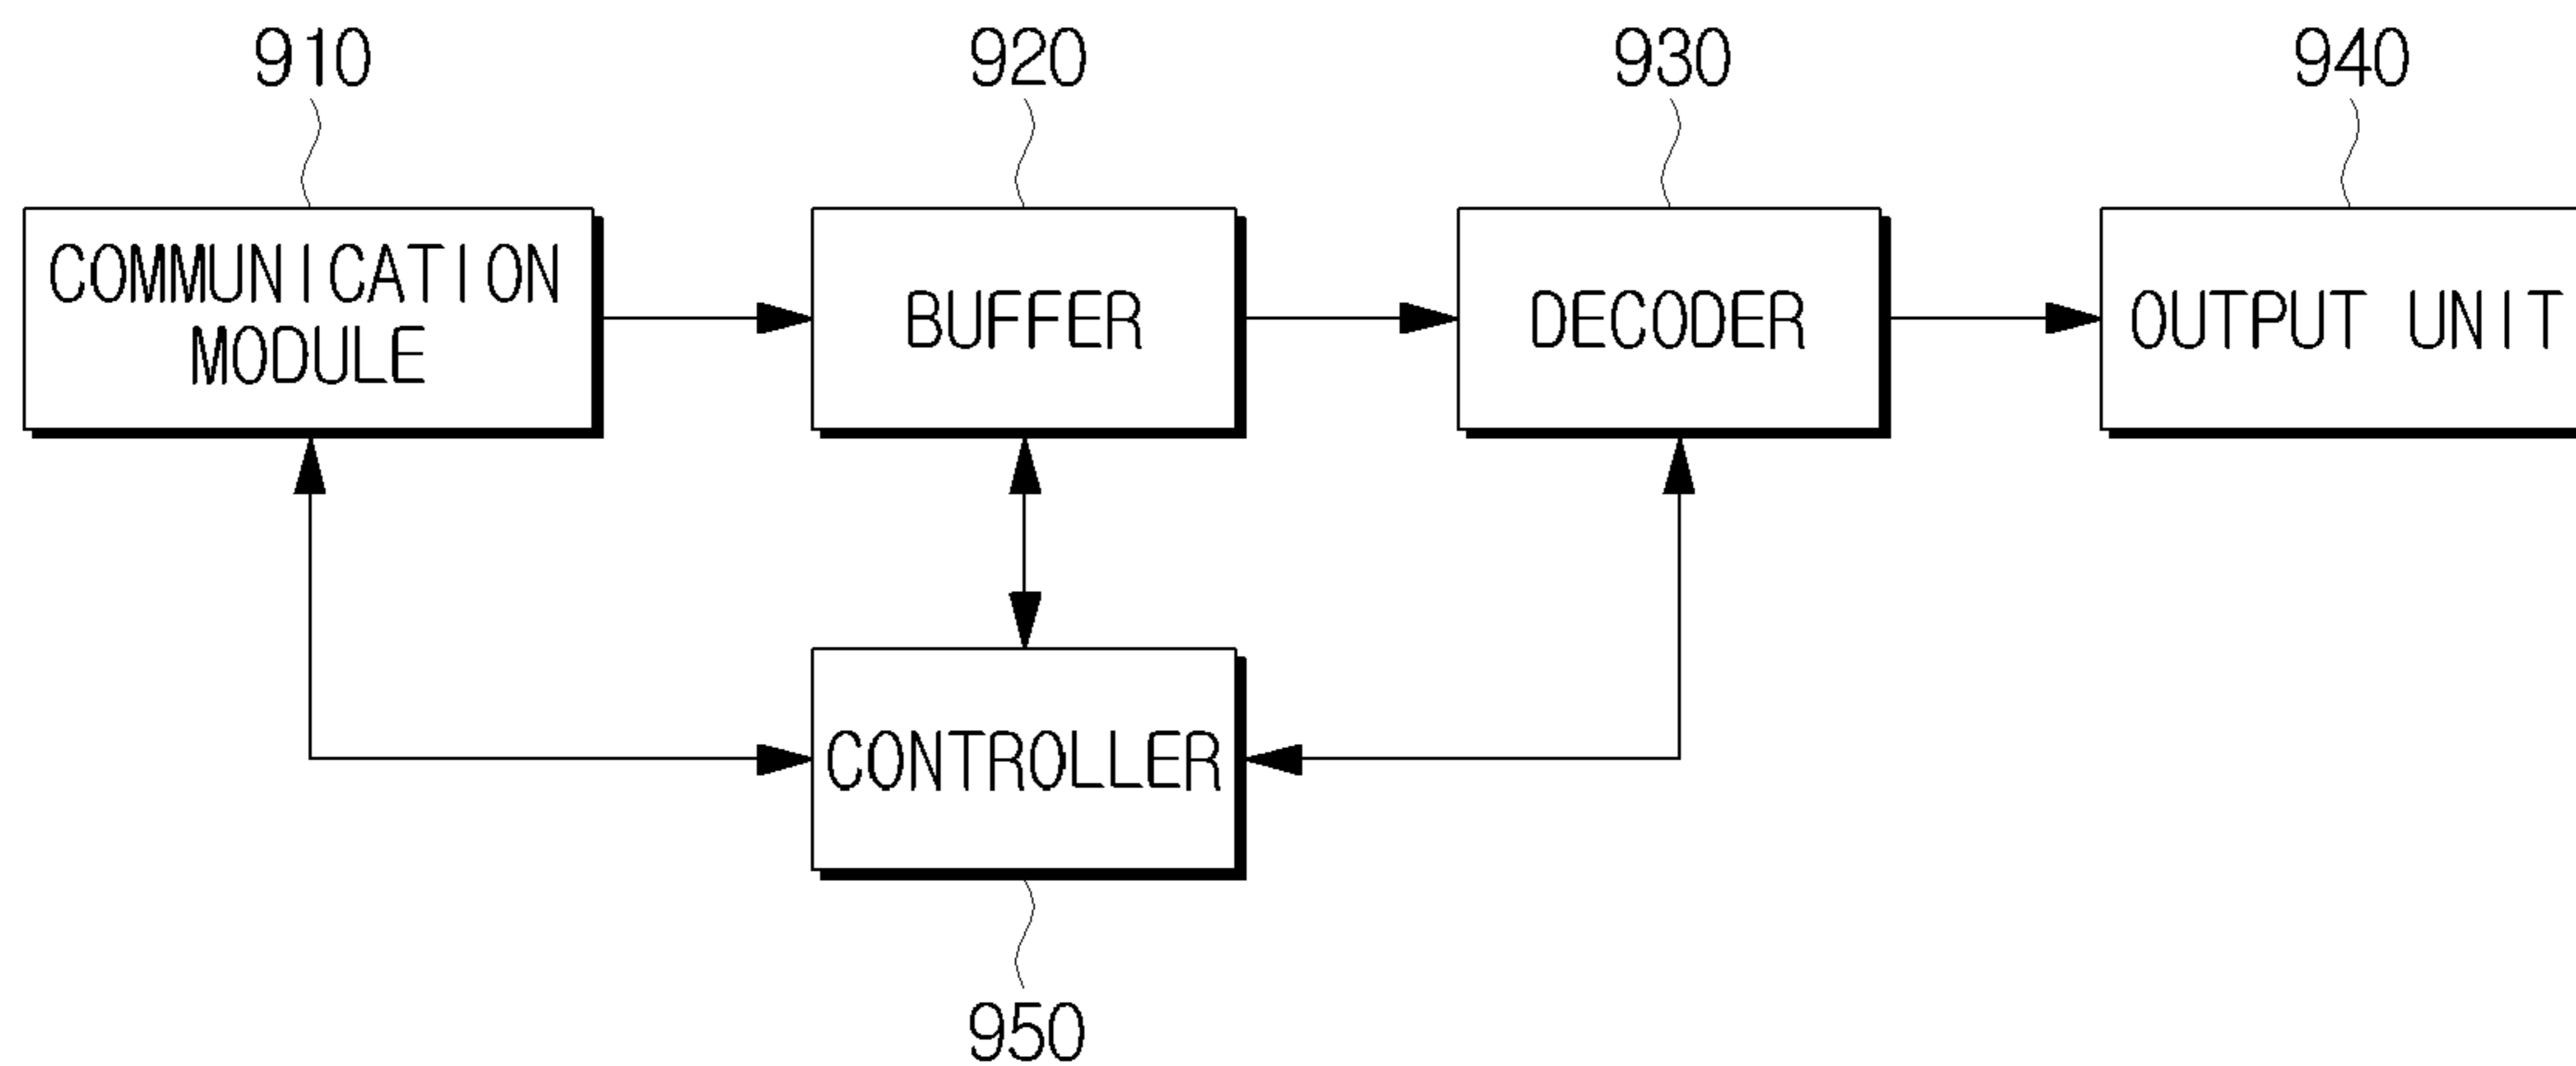 910
920
930
940
COMMUNICATION
MODULE
BUFFER
DECODER
OUTPUT UNIT
CONTROLLER
950